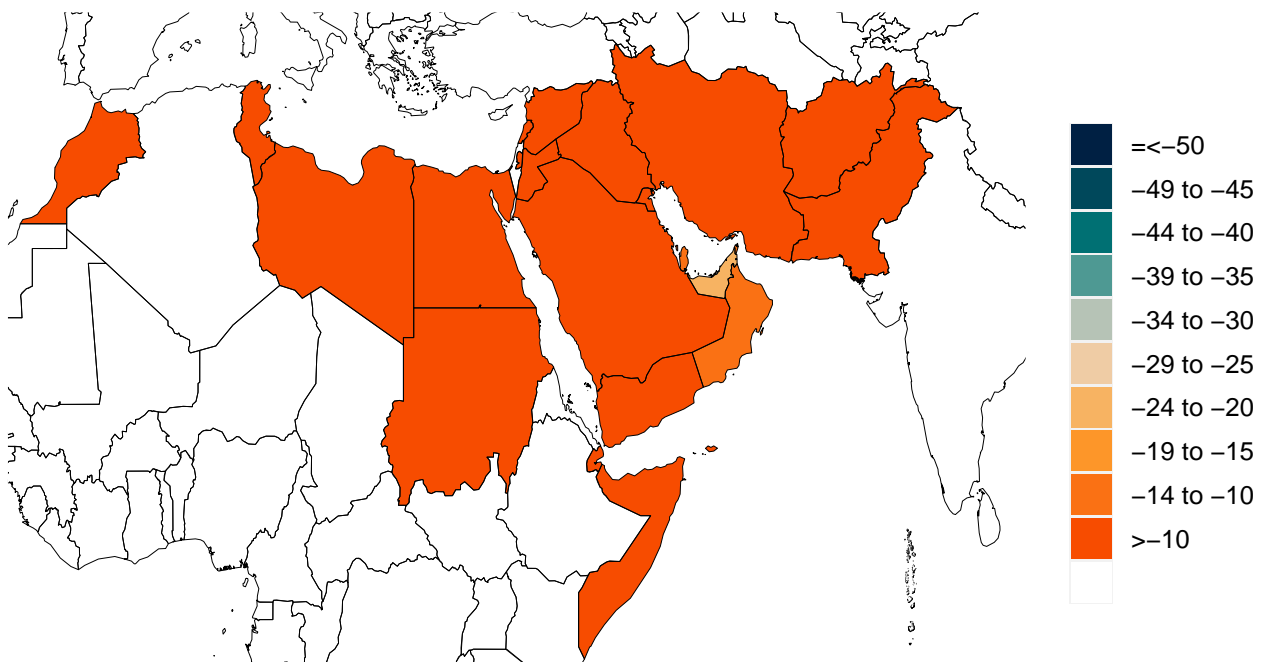 =<−50
−49 to −45
−44 to −40
−39 to −35
−34 to −30
−29 to −25
−24 to −20
−19 to −15
−14 to −10
>−10